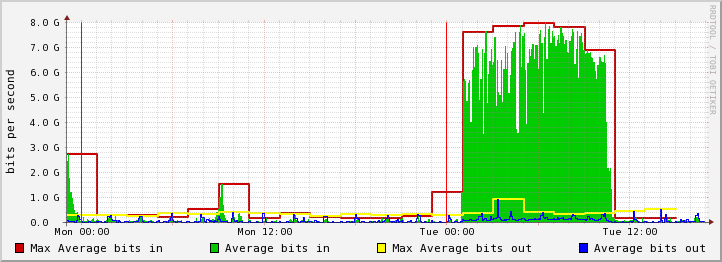 8.0 G
7.0 G
6.0 G
5.0 G
4.0 G
3.0 G
2.0 G
1.0 G
0.0
bits per second
RRDTOOL / TOBI OETIKER
Mon 00:00 Mon 12:00 Tue 00:00 Tue 12:00
Max Average bits in Average bits in Max Average bits out Average bits out